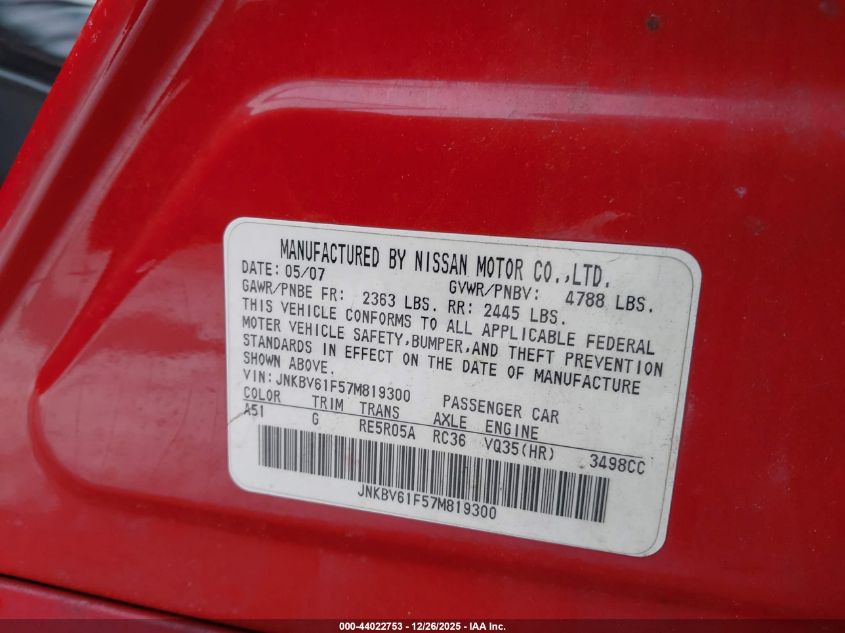 MANUFACTURED BY NISSAN MOTOR CO.,LTD.
DATE: 05/07 GVWR/PNBV: 4788 LBS.
GAWR/PNBE FR: 2363 LBS. RR: 2445 LBS.
THIS VEHICLE CONFORMS TO ALL APPLICABLE FEDERAL
MOTER VEHICLE SAFETY,BUMPER,AND THEFT PREVENTION
STANDARDS IN EFFECT ON THE DATE OF MANUFACTURE
SHOWN ABOVE.
VIN: JNKBV61F57M819300 PASSENGER CAR
COLOR TRIM TRANS AXLE ENGINE
A51 G RE5R05A RC36 VQ35(HR) 3498CC
JNKBV61F57M819300
000-44022753 | 12/26/2025 - IAA Inc.